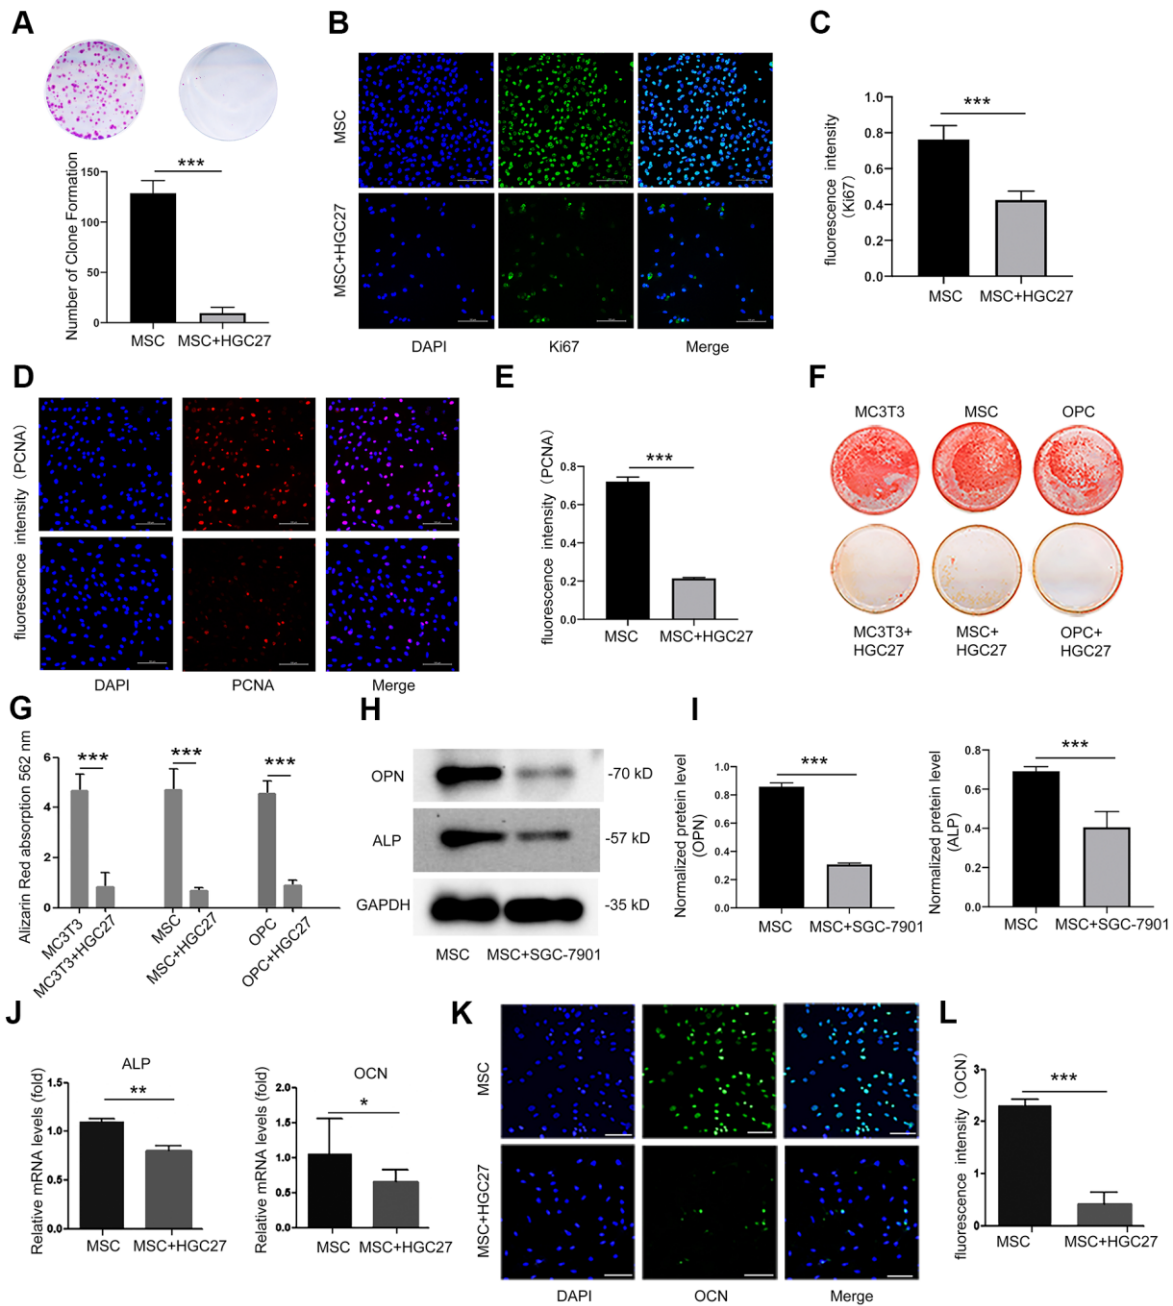 A
***
Number of Clone Formation
150
100
50
0
MSC
MSC+HGC27
B
MSC
MSC+HGC27
DAPI
Ki67
Merge
C
***
fluorescence intensity
(Ki67)
1.0
0.8
0.6
0.4
0.2
0.0
MSC
MSC+HGC27
D
fluorescence intensity (PCNA)
DAPI
PCNA
Merge
E
***
fluorescence intensity (PCNA)
0.8
0.6
0.4
0.2
0.0
MSC
MSC+HGC27
F
MC3T3
MSC
OPC
MC3T3+
HGC27
MSC+
HGC27
OPC+
HGC27
G
Alizarin Red absorption 562 nm
6
4
2
0
***
***
***
MC3T3
MC3T3+HGC27
MSC
MSC+HGC27
OPC
OPC+HGC27
H
OPN
-70 kD
ALP
-57 kD
GAPDH
-35 kD
MSC
MSC+SGC-7901
I
***
Normalized pretein level
(OPN)
1.0
0.8
0.6
0.4
0.2
0.0
MSC
MSC+SGC-7901
***
Normalized pretein level
(ALP)
0.8
0.6
0.4
0.2
0.0
MSC
MSC+SGC-7901
J
ALP
**
Relative mRNA levels (fold)
1.5
1.0
0.5
0.0
MSC
MSC+HGC27
OCN
*
Relative mRNA levels (fold)
2.0
1.5
1.0
0.5
0.0
MSC
MSC+HGC27
K
MSC
MSC+HGC27
DAPI
OCN
Merge
L
***
fluorescence intensity (OCN)
3
2
1
0
MSC
MSC+HGC27